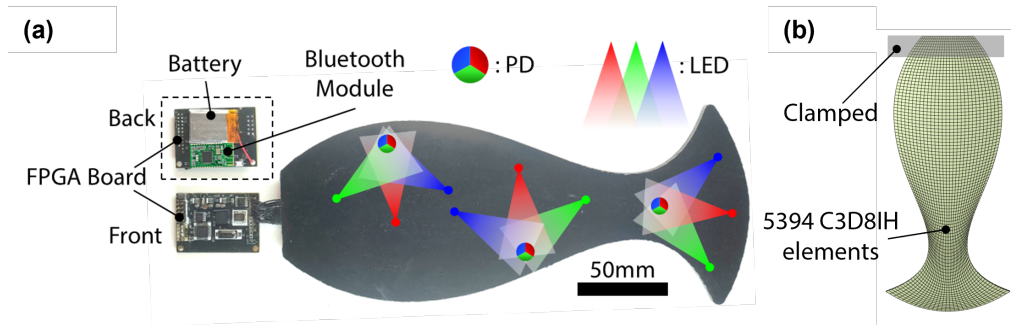 (a)
Battery
Bluetooth
Module
: PD
: LED
Back
FPGA Board
Front
50mm
(b)
Clamped
5394 C3D8IH
elements